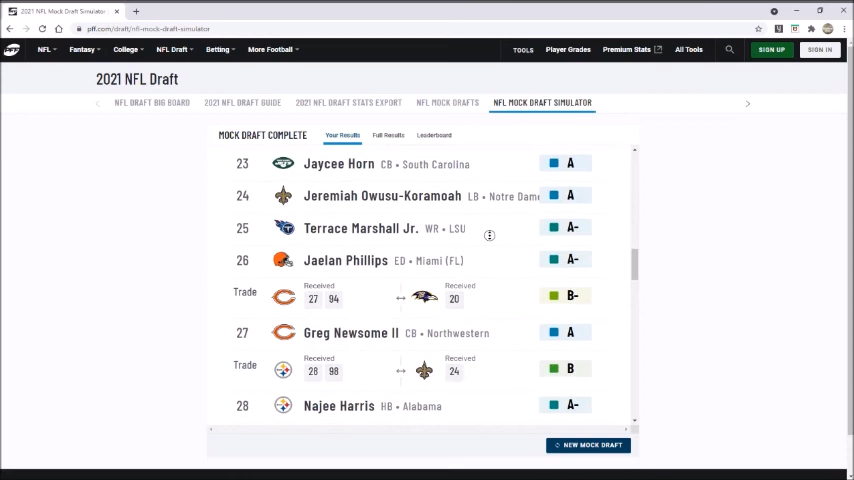 2021 NFL Draft Mock Draft Simulator
pff.com/draft/nfl-mock-draft-simulator
PFF
NFL Fantasy College NFL Draft Betting More Football TOOLS Player Grades Premium Stats All Tools SIGN UP SIGN IN
2021 NFL Draft
NFL DRAFT BIG BOARD 2021 NFL DRAFT GUIDE 2021 NFL DRAFT STATS EXPORT NFL MOCK DRAFTS NFL MOCK DRAFT SIMULATOR
MOCK DRAFT COMPLETE Your Results Full Results Leaderboard
23 Jaycee Horn CB • South Carolina A
24 Jeremiah Owusu-Koramoah LB • Notre Dame A
25 Terrace Marshall Jr. WR • LSU A-
26 Jaelan Phillips ED • Miami (FL) A-
Trade Received 27 94 ↔ Received 20 B-
27 Greg Newsome II CB • Northwestern A
Trade Received 28 98 ↔ Received 24 B
28 Najee Harris HB • Alabama A-
NEW MOCK DRAFT